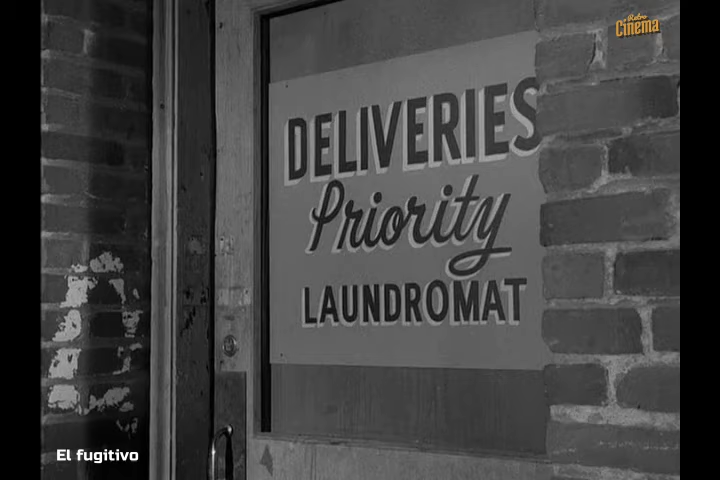 Retro
Cinema
DELIVERIES
Priority
LAUNDROMAT
El fugitivo